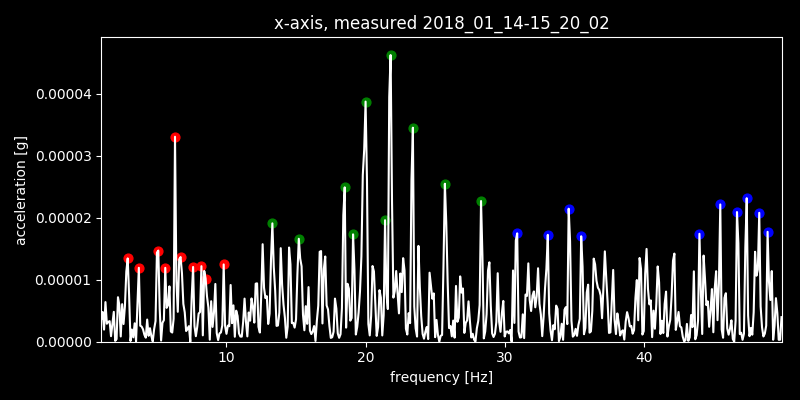 x-axis, measured 2018_01_14-15_20_02
acceleration [g]
0.00004
0.00003
0.00002
0.00001
0.00000
10 20 30 40
frequency [Hz]